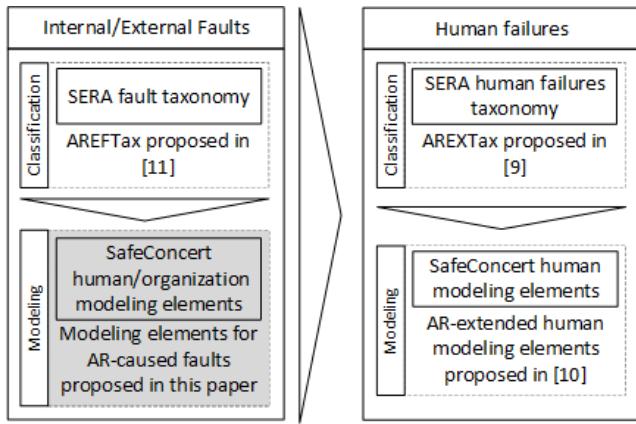 Internal/External Faults
Classification
SERA fault taxonomy
AREFTax proposed in
[11]
Modeling
SafeConcert
human/organization
modeling elements
Modeling elements for
AR-caused faults
proposed in this paper
Human failures
Classification
SERA human failures
taxonomy
AREXTax proposed in
[9]
Modeling
SafeConcert human
modeling elements
AR-extended human
modeling elements
proposed in [10]